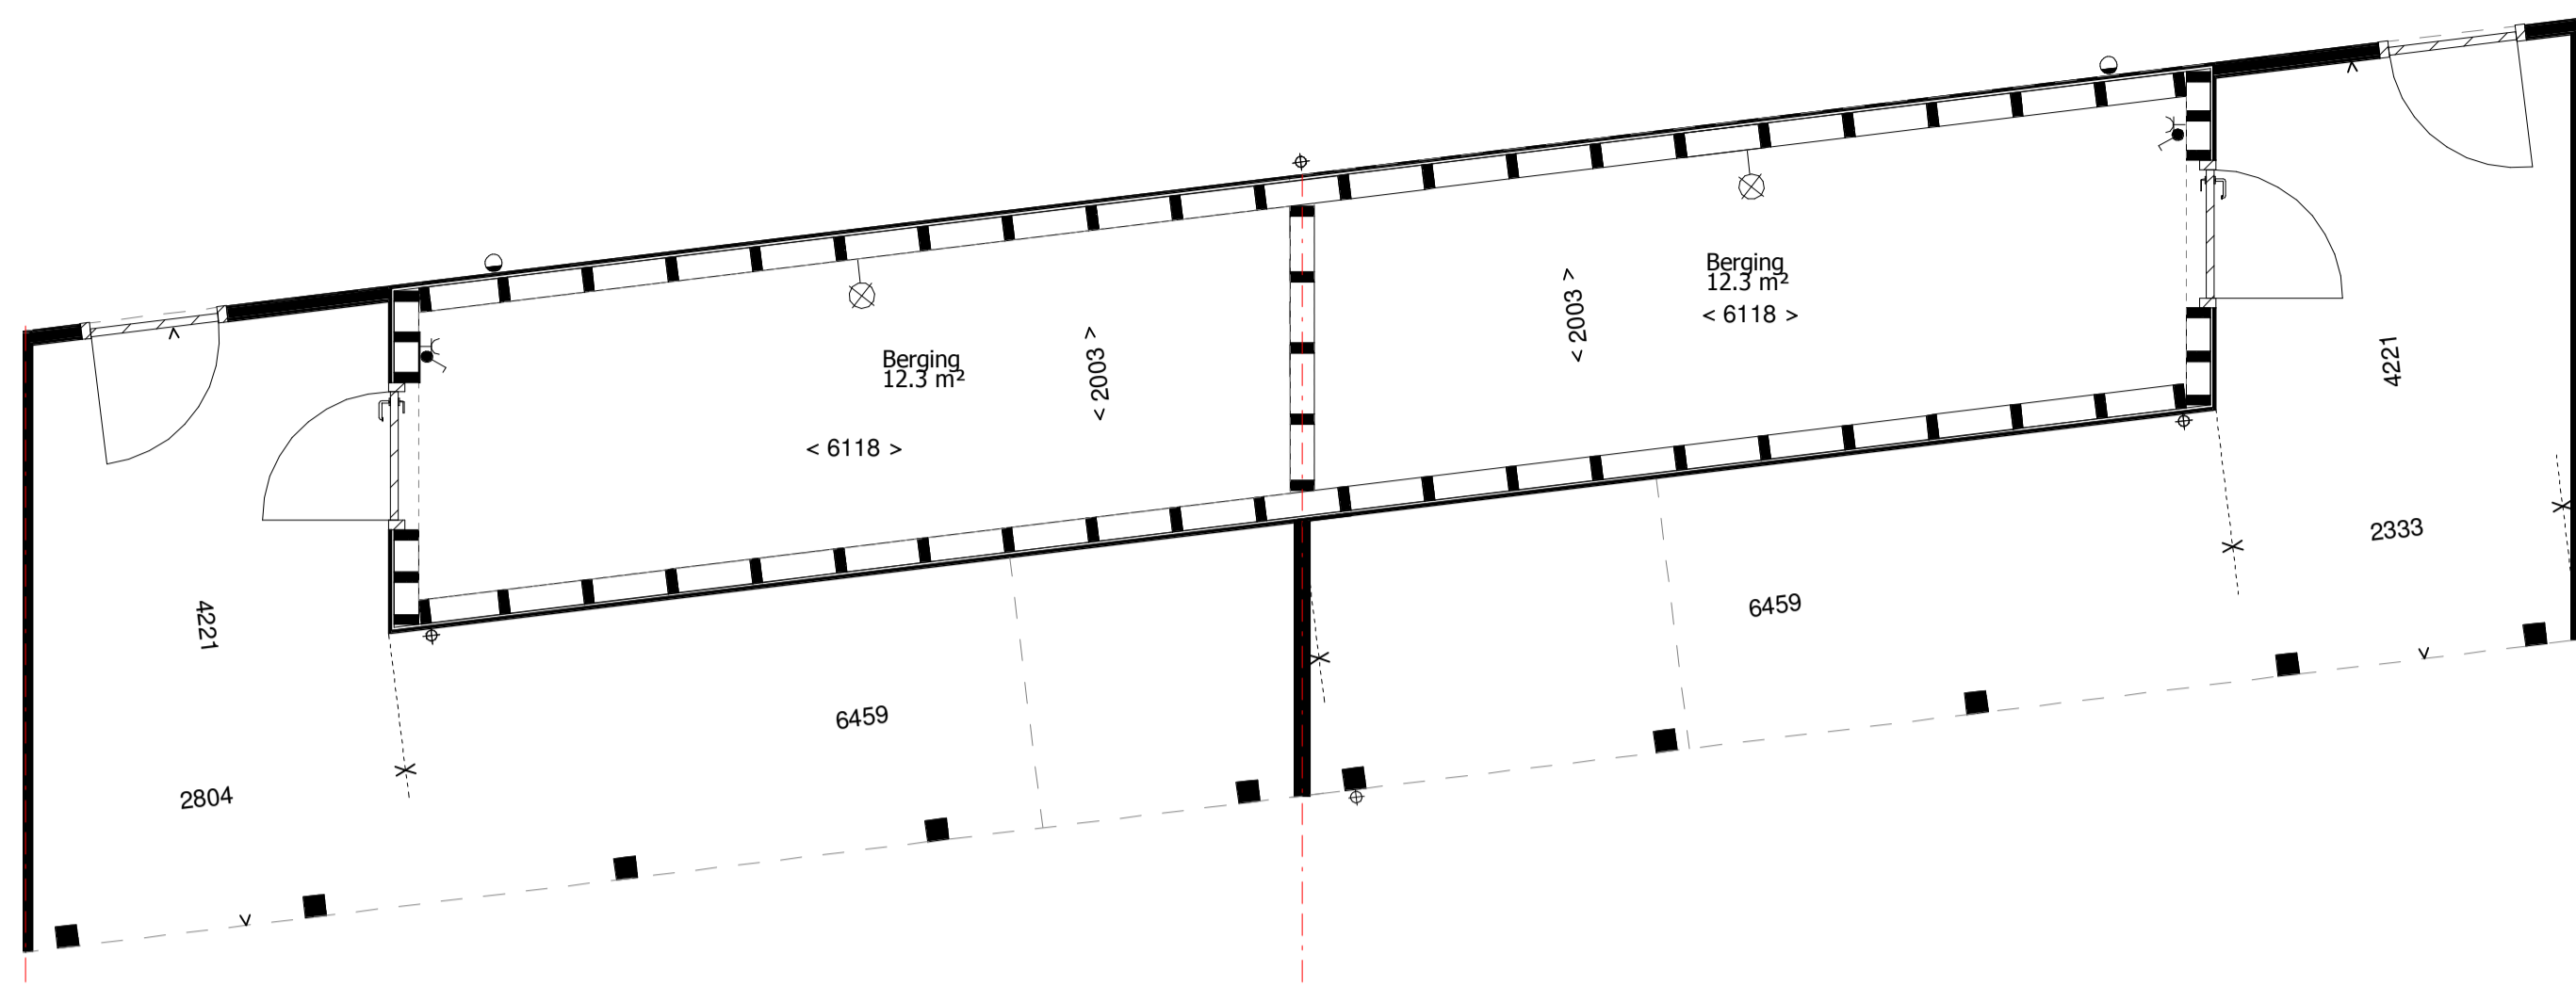 Berging
12.3 m²
< 6118 >
< 2003 >
Berging
12.3 m²
< 6118 >
< 2003 >
4221
2333
6459
4221
6459
2804